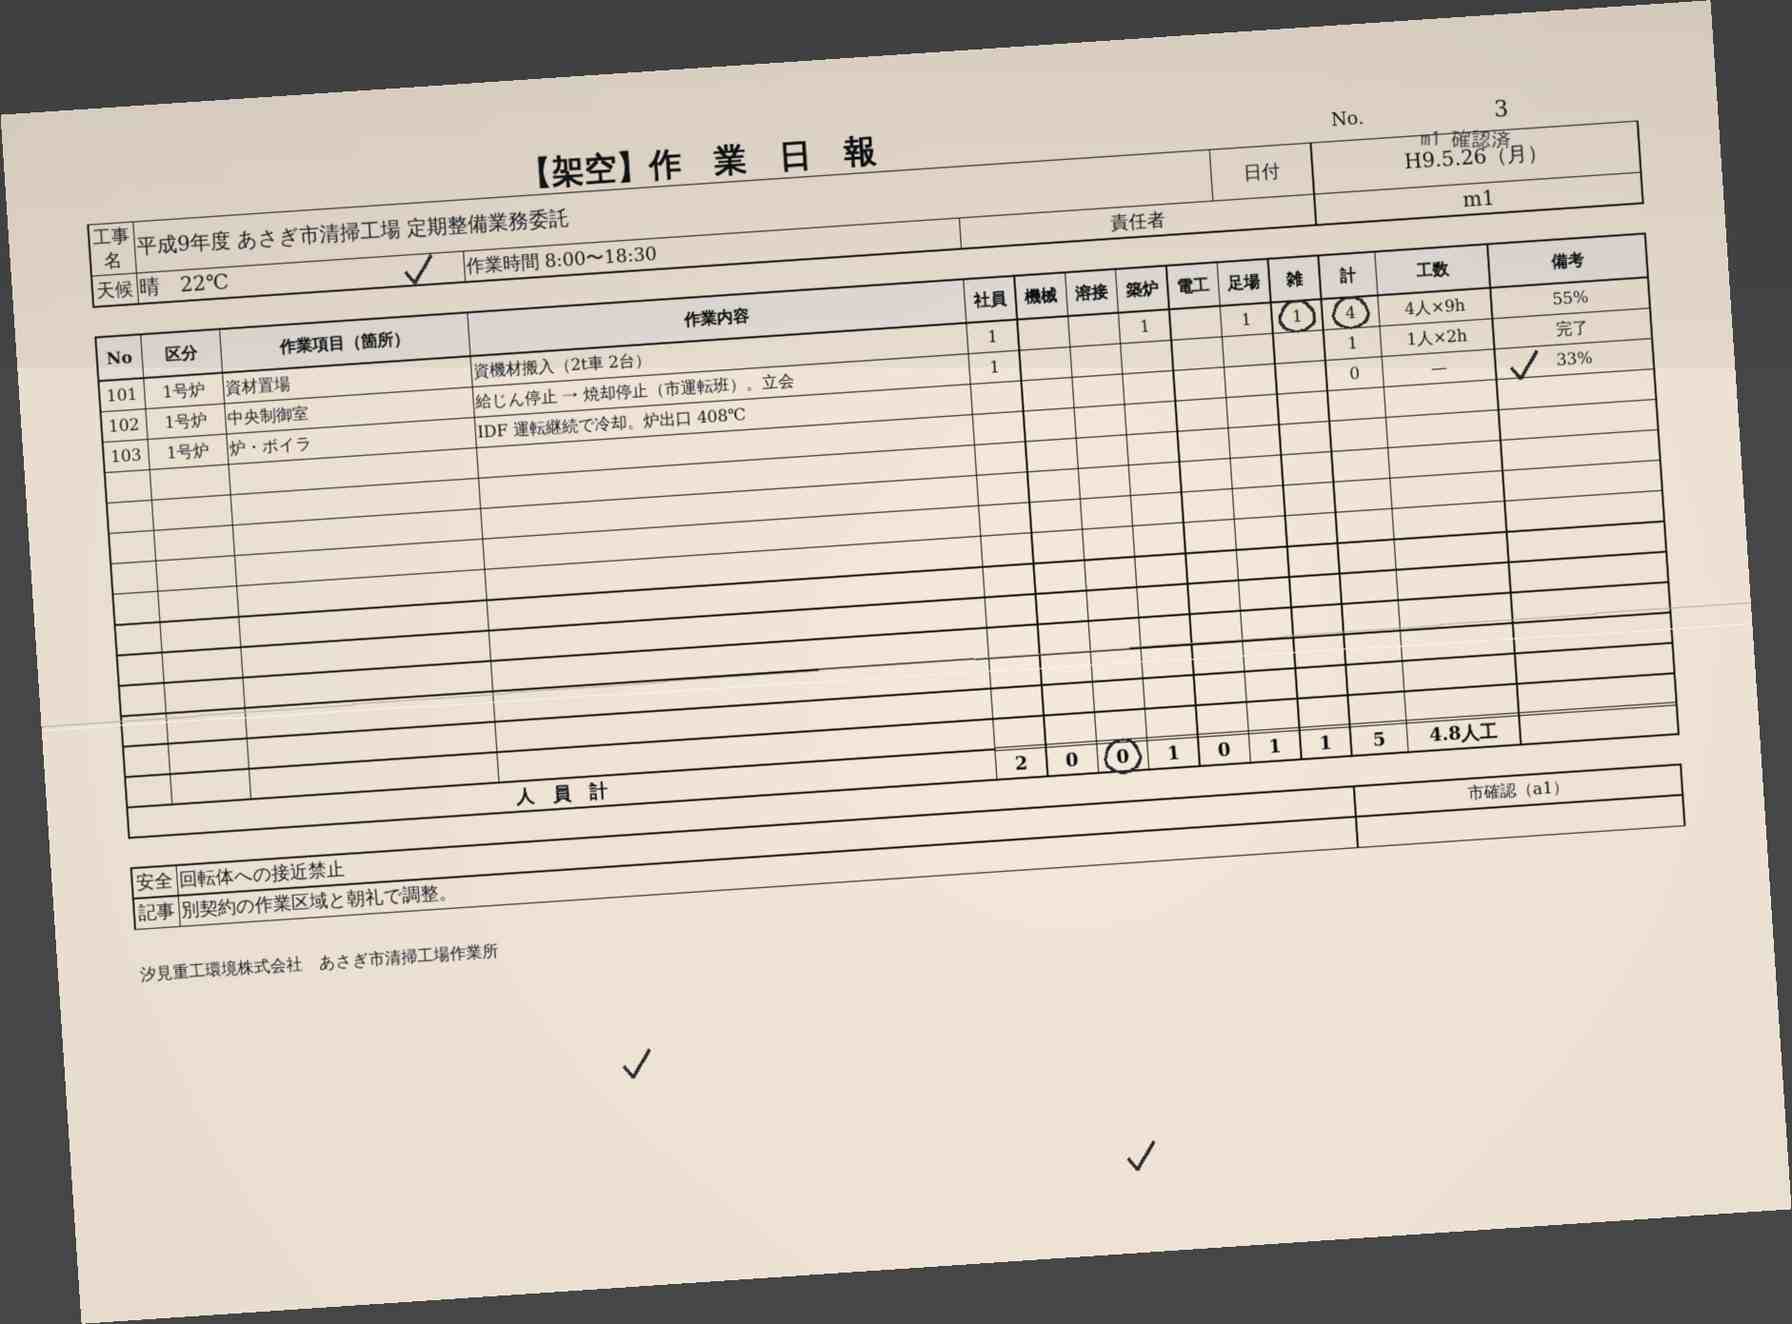 No. 3
m1 確認済
【架空】作 業 日 報
工事名 平成9年度 あさぎ市清掃工場 定期整備業務委託 日付 H9.5.26（月）
天候 晴 22℃ 作業時間 8:00〜18:30 責任者 m1
No 区分 作業項目（箇所） 作業内容 社員 機械 溶接 築炉 電工 足場 雑 計 工数 備考
101 1号炉 資材置場 資機材搬入（2t車 2台） 1 1 1 1 4 4人×9h 55%
102 1号炉 中央制御室 給じん停止 → 焼却停止（市運転班）。立会 1 1 1人×2h 完了
103 1号炉 炉・ボイラ IDF 運転継続で冷却。炉出口 408℃ 0 — 33%
人 員 計 2 0 0 1 0 1 1 5 4.8人工
安全 回転体への接近禁止 市確認（a1）
記事 別契約の作業区域と朝礼で調整。
汐見重工環境株式会社 あさぎ市清掃工場作業所